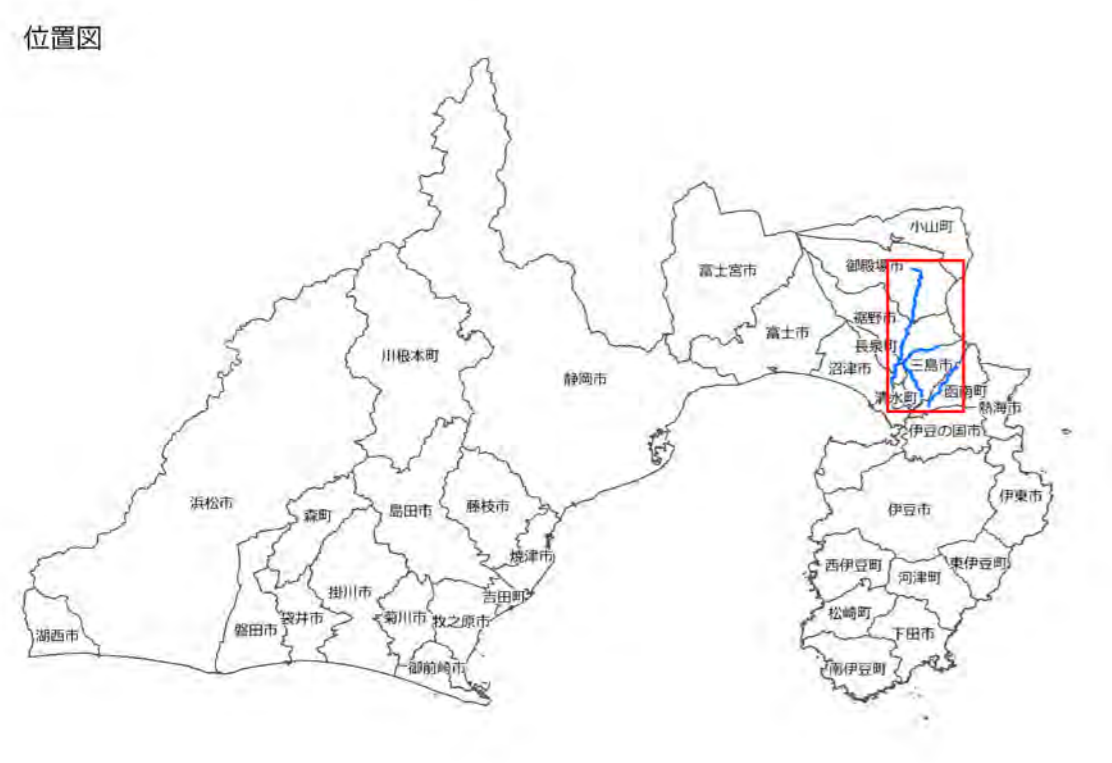 位置図
小山町
御殿場市
富士宮市
裾野市
富士市
長泉町
川根本町
沼津市
三島市
静岡市
清水町
函南町
熱海市
伊豆の国市
浜松市
森町
島田市
藤枝市
伊豆市
伊東市
焼津市
西伊豆町
河津町
東伊豆町
掛川市
吉田町
袋井市
菊川市
牧之原市
松崎町
磐田市
下田市
湖西市
御前崎市
南伊豆町